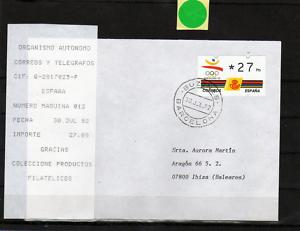 ORGANISMO AUTONOMO
CORREOS Y TELEGRAFOS
CIF: Q-2817023-F
ESPAÑA
NUMERO MAQUINA 012
FECHA 30 JUL 92
IMPORTE 27.00
GRACIAS
COLECCIONE PRODUCTOS
FILATELICOS
*27
CORREOS ESPAÑA
BARCELONA
Srta. Aurora Martín
Aragón 66 5. 2.
07800 Ibiza (Baleares)